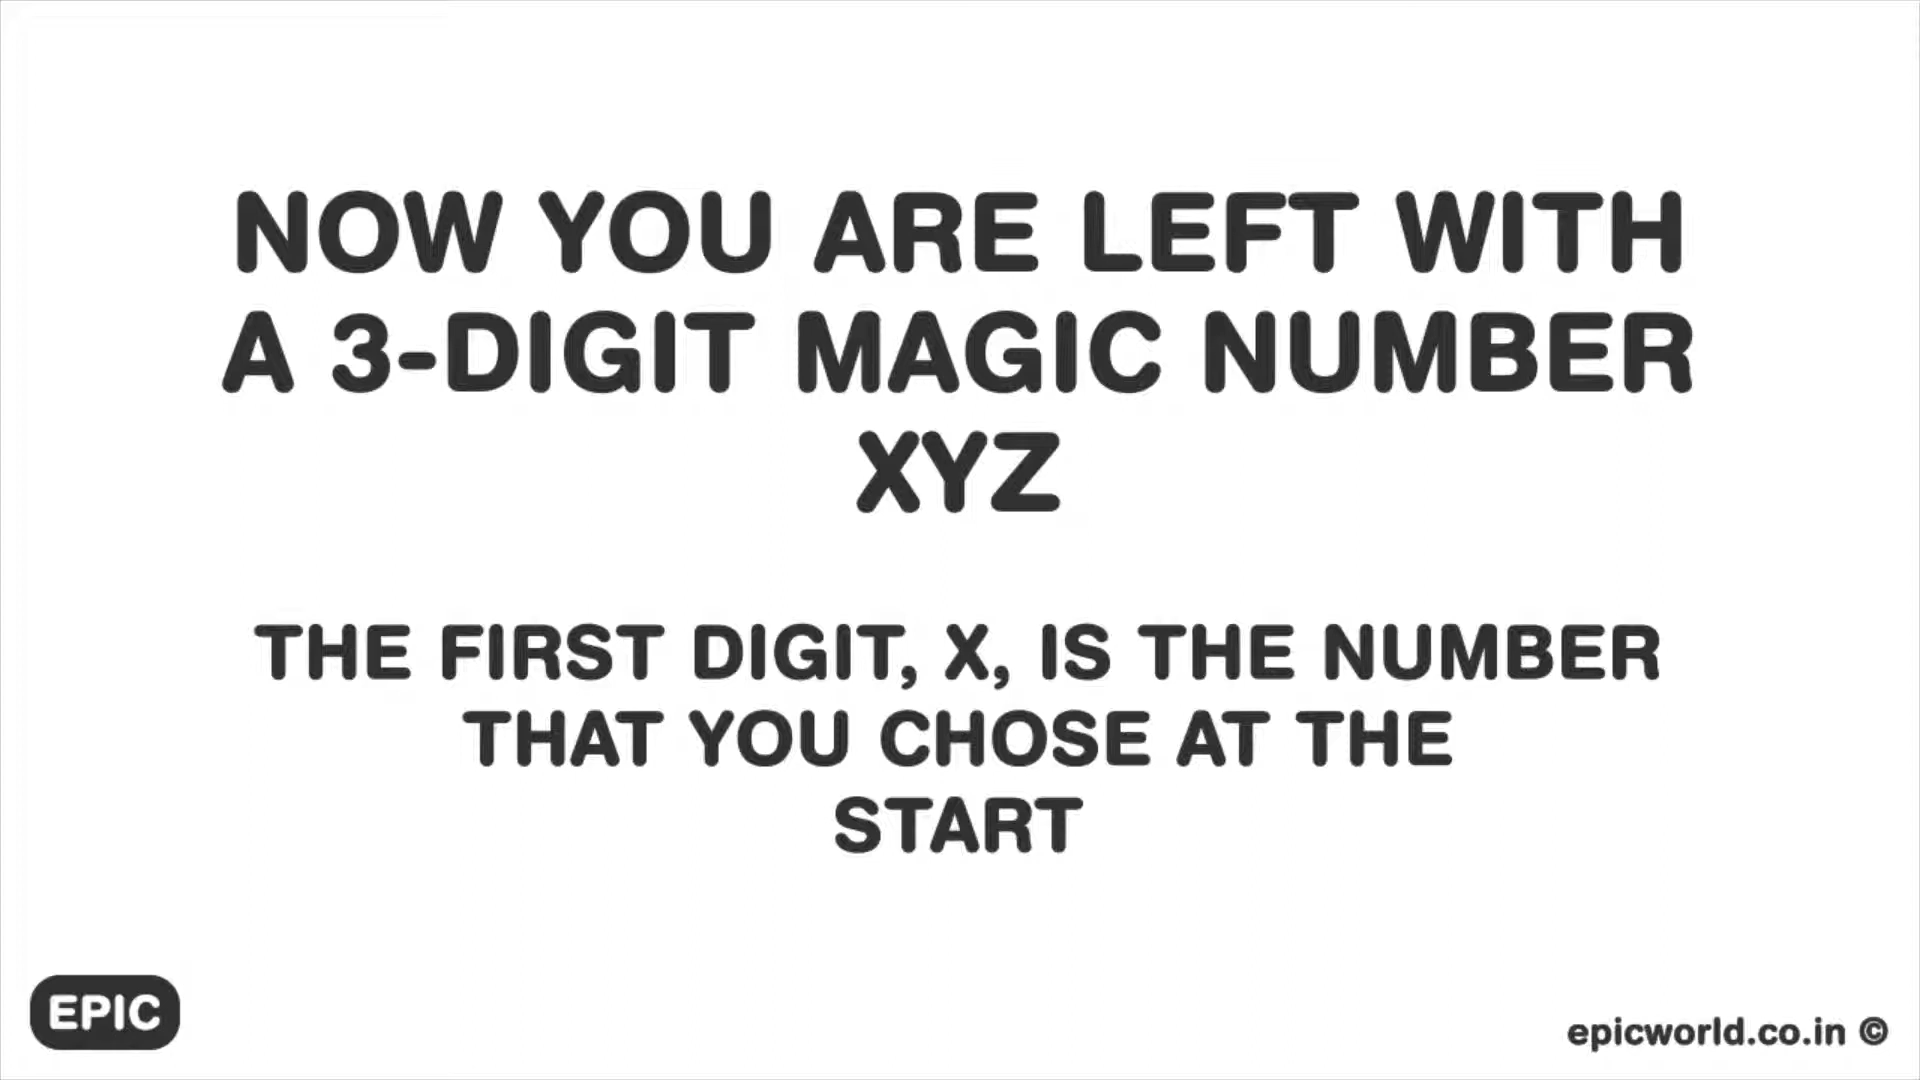 NOW YOU ARE LEFT WITH
A 3-DIGIT MAGIC NUMBER
XYZ
THE FIRST DIGIT, X, IS THE NUMBER
THAT YOU CHOSE AT THE
START
EPIC
epicworld.co.in ©